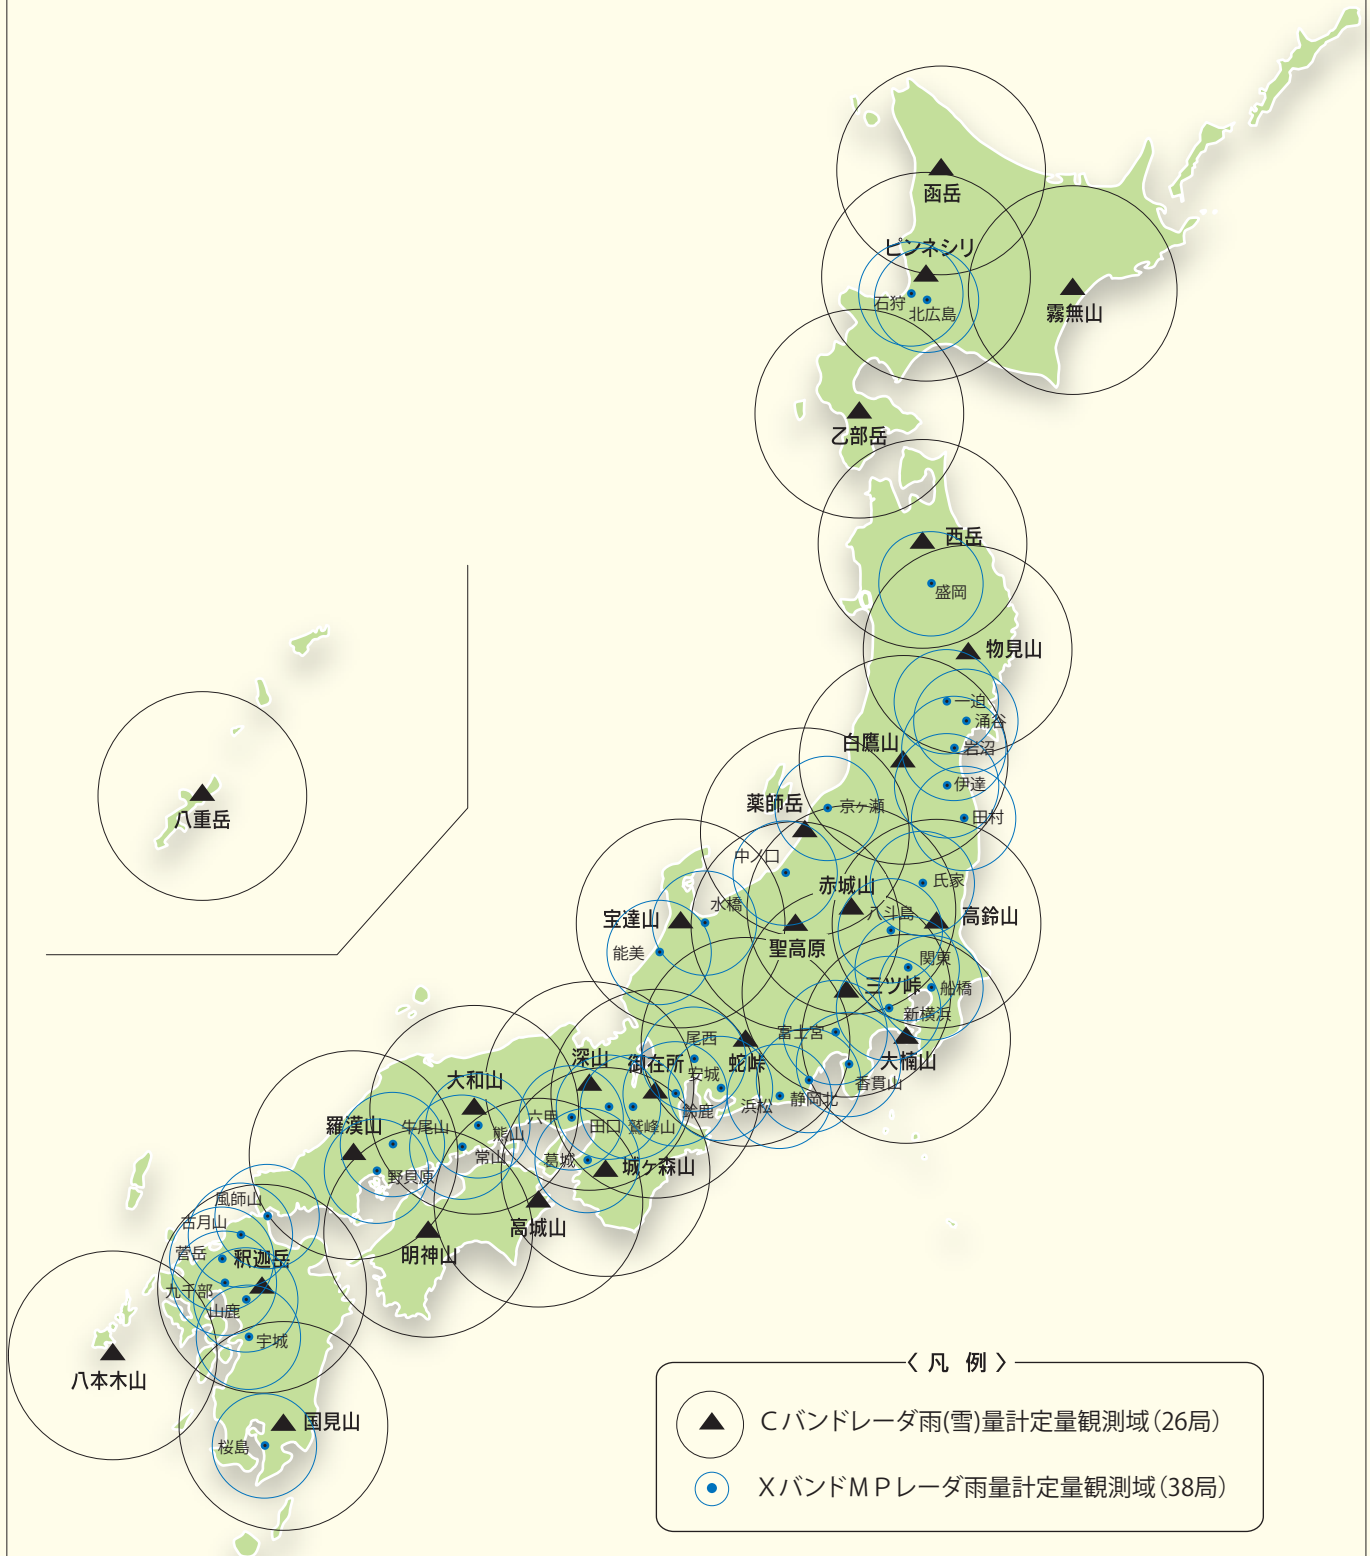 函岳
ピンネシリ
石狩
北広島
霧無山
乙部岳
西岳
盛岡
物見山
一迫
涌谷
岩沼
白鷹山
伊達
薬師岳
京ヶ瀬
田村
八重岳
中ノ口
赤城山
氏家
水橋
八斗島
宝達山
高鈴山
聖高原
能美
関東
三ツ峠
船橋
新横浜
富士宮
尾西
深山
御在所
蛇峠
大楠山
安城
香貫山
大和山
浜松
静岡北
鈴鹿
六甲
田口
鷲峰山
羅漢山
牛尾山
熊山
常山
葛城
城ヶ森山
野貝原
風師山
古月山
高城山
菅岳
釈迦岳
明神山
九千部
山鹿
宇城
八本木山
国見山
桜島
〈 凡 例 〉
Cバンドレーダ雨(雪)量計定量観測域(26局)
XバンドMPレーダ雨量計定量観測域(38局)